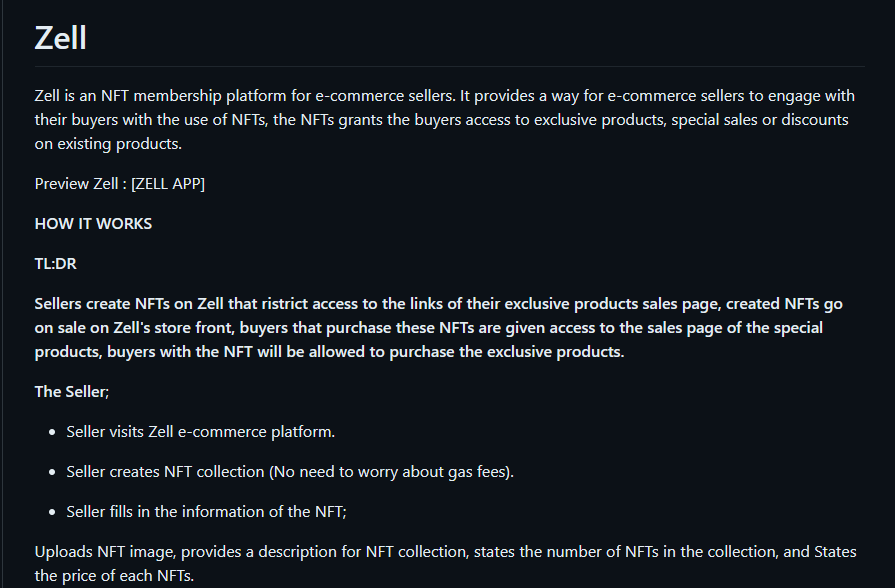 Zell
Zell is an NFT membership platform for e-commerce sellers. It provides a way for e-commerce sellers to engage with
their buyers with the use of NFTs, the NFTs grants the buyers access to exclusive products, special sales or discounts
on existing products.
Preview Zell : [ZELL APP]
HOW IT WORKS
TL:DR
Sellers create NFTs on Zell that ristrict access to the links of their exclusive products sales page, created NFTs go
on sale on Zell's store front, buyers that purchase these NFTs are given access to the sales page of the special
products, buyers with the NFT will be allowed to purchase the exclusive products.
The Seller;
• Seller visits Zell e-commerce platform.
• Seller creates NFT collection (No need to worry about gas fees).
• Seller fills in the information of the NFT;
Uploads NFT image, provides a description for NFT collection, states the number of NFTs in the collection, and States
the price of each NFTs.